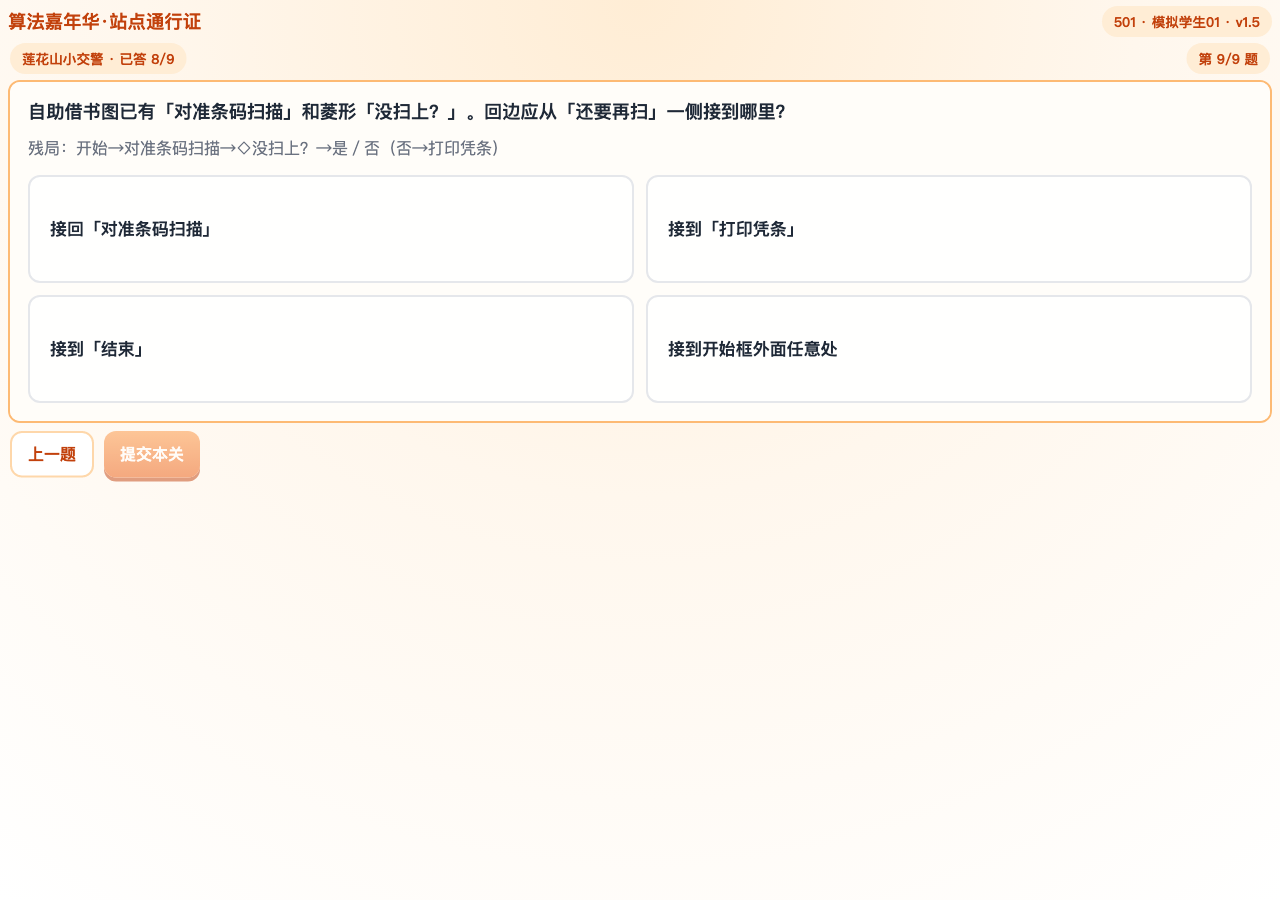 算法嘉年华·站点通行证
501 · 模拟学生01 · v1.5
莲花山小交警 · 已答 8/9
第 9/9 题
自助借书图已有「对准条码扫描」和菱形「没扫上？」。回边应从「还要再扫」一侧接到哪里？
残局：开始→对准条码扫描→◇没扫上？→是 / 否（否→打印凭条）
接回「对准条码扫描」
接到「打印凭条」
接到「结束」
接到开始框外面任意处
上一题
提交本关